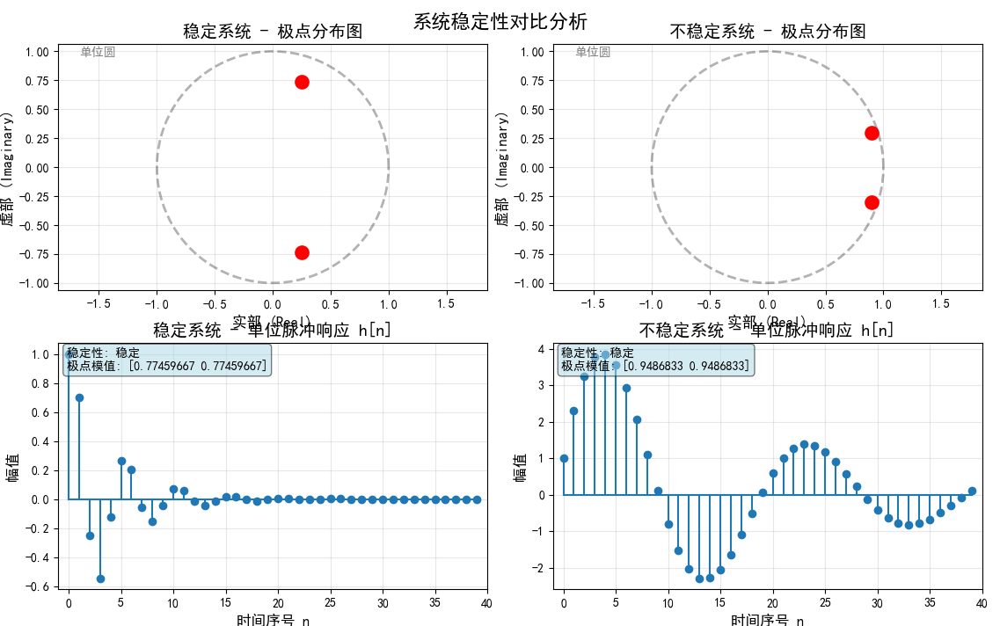 系统稳定性对比分析
稳定系统 - 极点分布图
单位圆
虚部 (Imaginary)
1.00
0.75
0.50
0.25
0.00
−0.25
−0.50
−0.75
−1.00
−1.5 −1.0 −0.5 0.0 0.5 1.0 1.5
实部 (Real)
不稳定系统 - 极点分布图
单位圆
虚部 (Imaginary)
1.00
0.75
0.50
0.25
0.00
−0.25
−0.50
−0.75
−1.00
−1.5 −1.0 −0.5 0.0 0.5 1.0 1.5
实部 (Real)
稳定系统 - 单位脉冲响应 h[n]
稳定性: 稳定
极点模值: [0.77459667 0.77459667]
幅值
1.0
0.8
0.6
0.4
0.2
0.0
−0.2
−0.4
−0.6
0 5 10 15 20 25 30 35 40
时间序号 n
不稳定系统 - 单位脉冲响应 h[n]
稳定性: 稳定
极点模值: [0.9486833 0.9486833]
幅值
4
3
2
1
0
−1
−2
0 5 10 15 20 25 30 35 40
时间序号 n